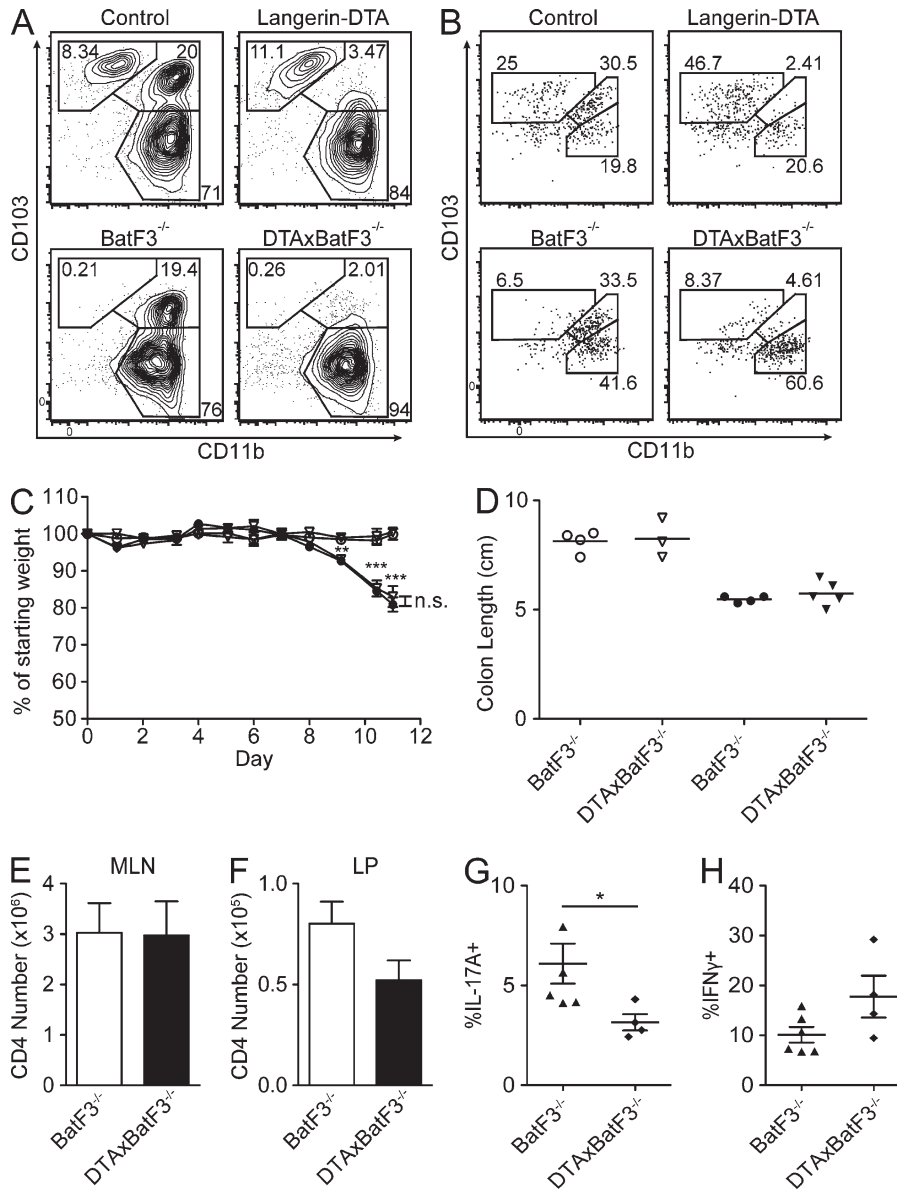 A
Control
Langerin-DTA
8.34
20
71
11.1
3.47
84
BatF3-/-
DTAxBatF3-/-
0.21
19.4
76
0.26
2.01
94
CD103
0
0
CD11b
B
Control
Langerin-DTA
25
30.5
19.8
46.7
2.41
20.6
BatF3-/-
DTAxBatF3-/-
6.5
33.5
41.6
8.37
4.61
60.6
CD103
0
0
CD11b
C
110
100
90
80
70
60
50
% of starting weight
**
***
***
n.s.
0 2 4 6 8 10 12
Day
D
10
5
0
Colon Length (cm)
BatF3-/-
DTAxBatF3-/-
BatF3-/-
DTAxBatF3-/-
E
MLN
4
3
2
1
0
CD4 Number (x10⁶)
BatF3-/-
DTAxBatF3-/-
F
LP
1.0
0.5
0.0
CD4 Number (x10⁵)
BatF3-/-
DTAxBatF3-/-
G
10
5
0
%IL-17A+
*
BatF3-/-
DTAxBatF3-/-
H
40
30
20
10
0
%IFNγ+
BatF3-/-
DTAxBatF3-/-